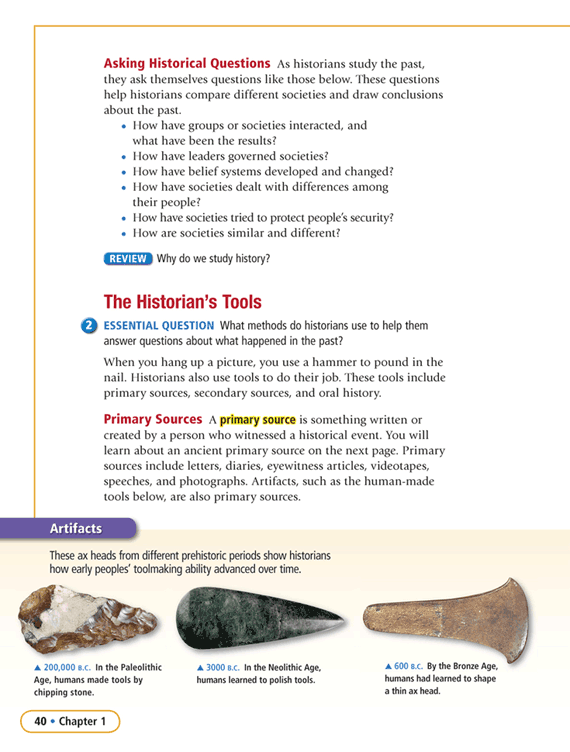 Asking Historical Questions As historians study the past,
they ask themselves questions like those below. These questions
help historians compare different societies and draw conclusions
about the past.
• How have groups or societies interacted, and
what have been the results?
• How have leaders governed societies?
• How have belief systems developed and changed?
• How have societies dealt with differences among
their people?
• How have societies tried to protect people's security?
• How are societies similar and different?
REVIEW Why do we study history?
The Historian's Tools
2 ESSENTIAL QUESTION What methods do historians use to help them
answer questions about what happened in the past?
When you hang up a picture, you use a hammer to pound in the
nail. Historians also use tools to do their job. These tools include
primary sources, secondary sources, and oral history.
Primary Sources A primary source is something written or
created by a person who witnessed a historical event. You will
learn about an ancient primary source on the next page. Primary
sources include letters, diaries, eyewitness articles, videotapes,
speeches, and photographs. Artifacts, such as the human-made
tools below, are also primary sources.
Artifacts
These ax heads from different prehistoric periods show historians
how early peoples' toolmaking ability advanced over time.
▲ 200,000 B.C. In the Paleolithic
Age, humans made tools by
chipping stone.
▲ 3000 B.C. In the Neolithic Age,
humans learned to polish tools.
▲ 600 B.C. By the Bronze Age,
humans had learned to shape
a thin ax head.
40 • Chapter 1